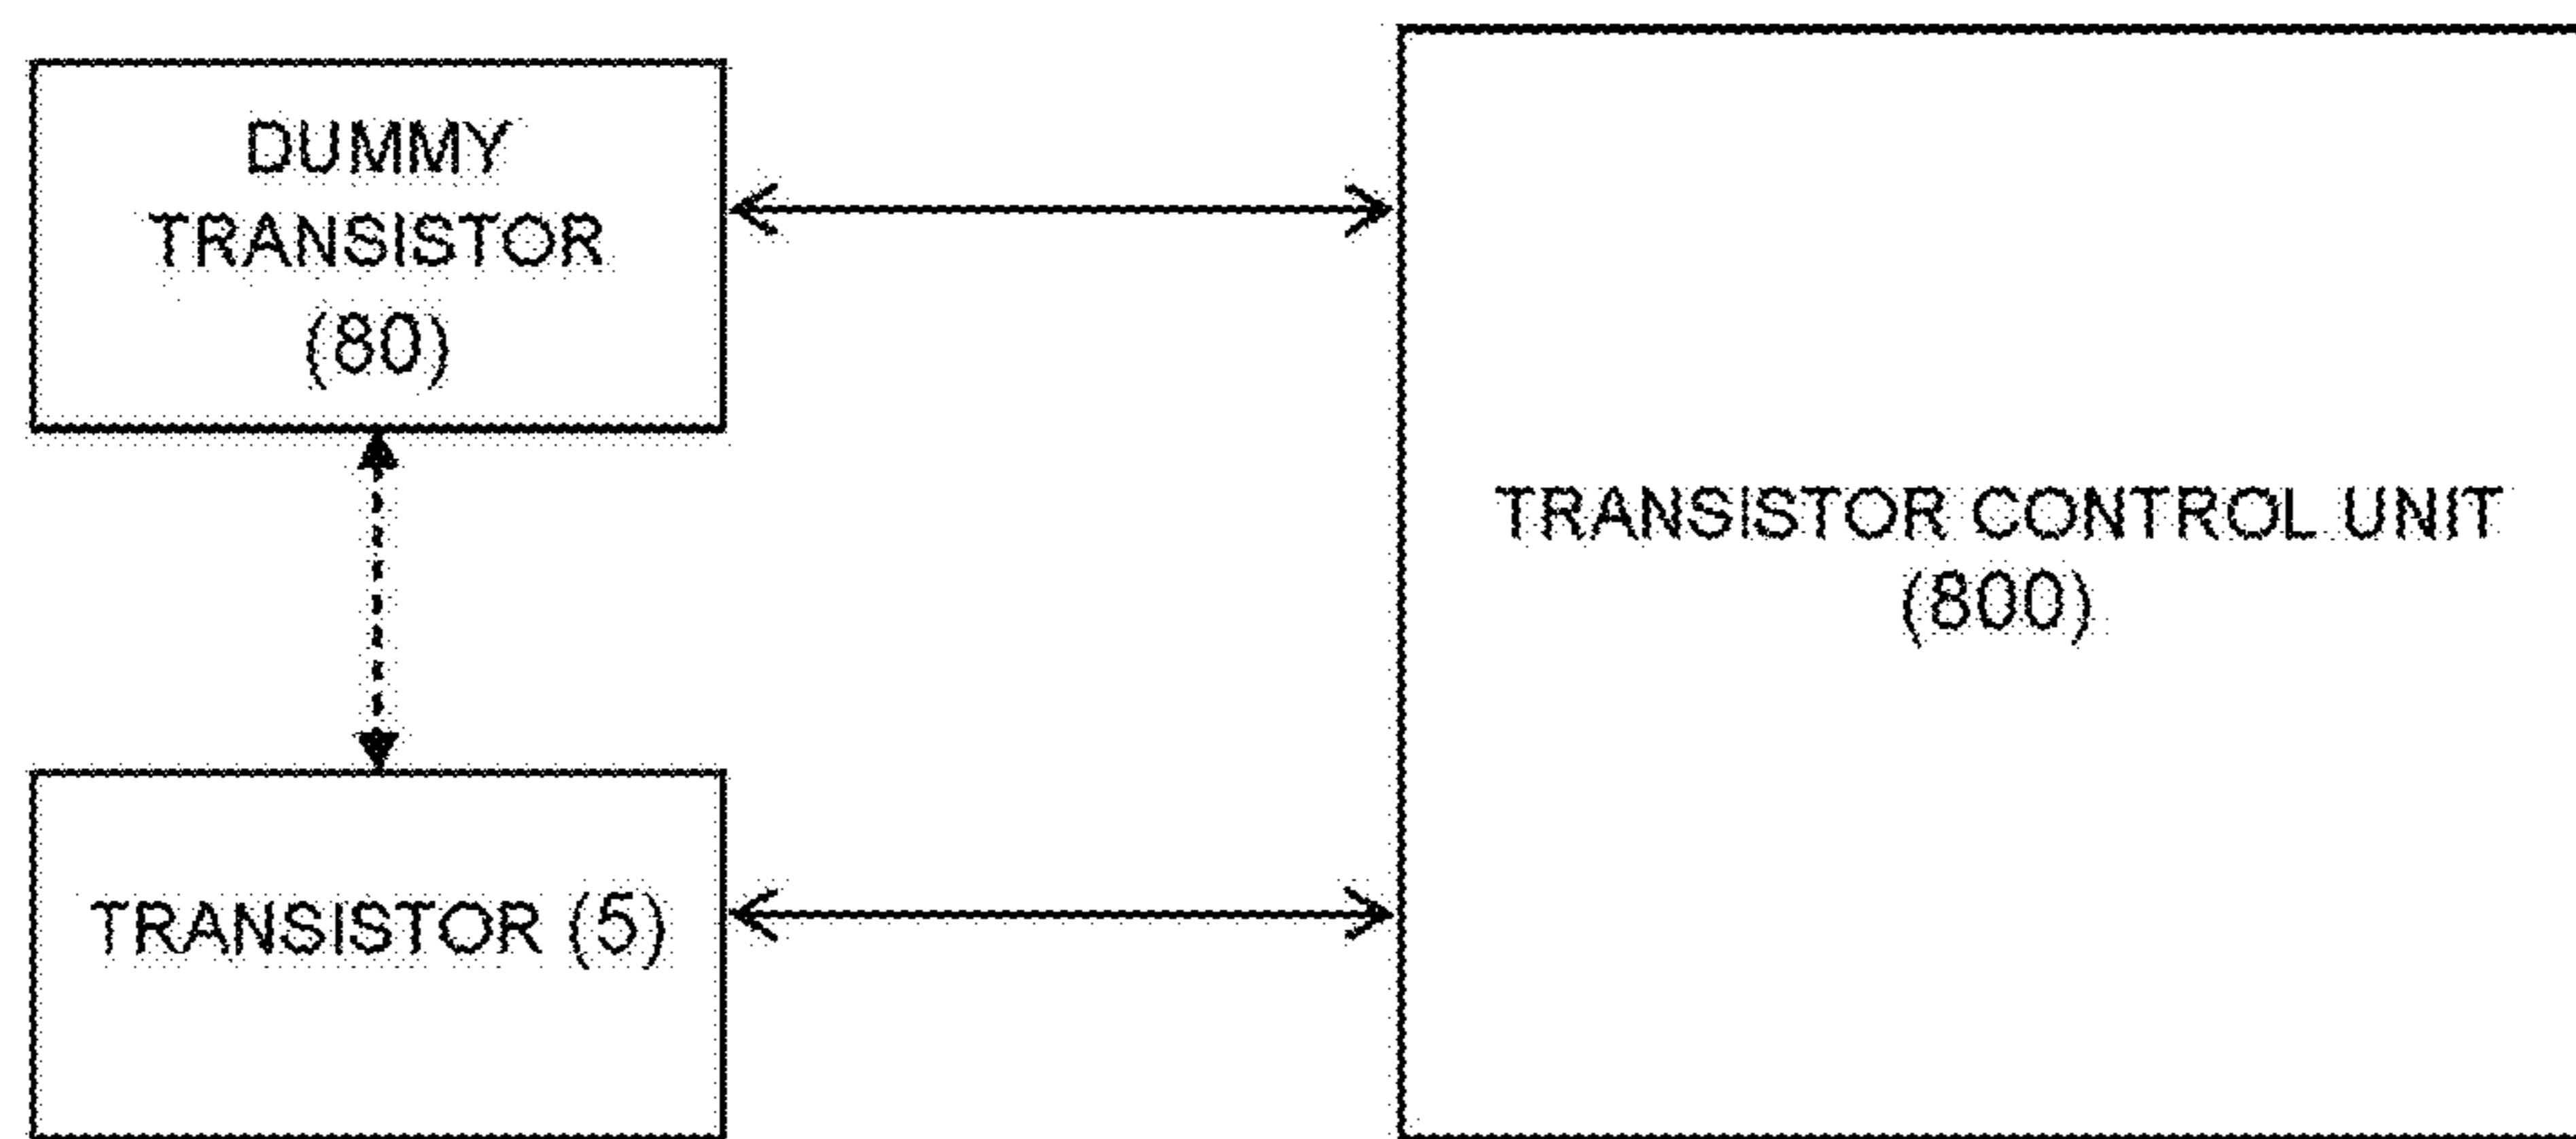 DUMMY
TRANSISTOR
(80)
TRANSISTOR CONTROL UNIT
(800)
TRANSISTOR (5)